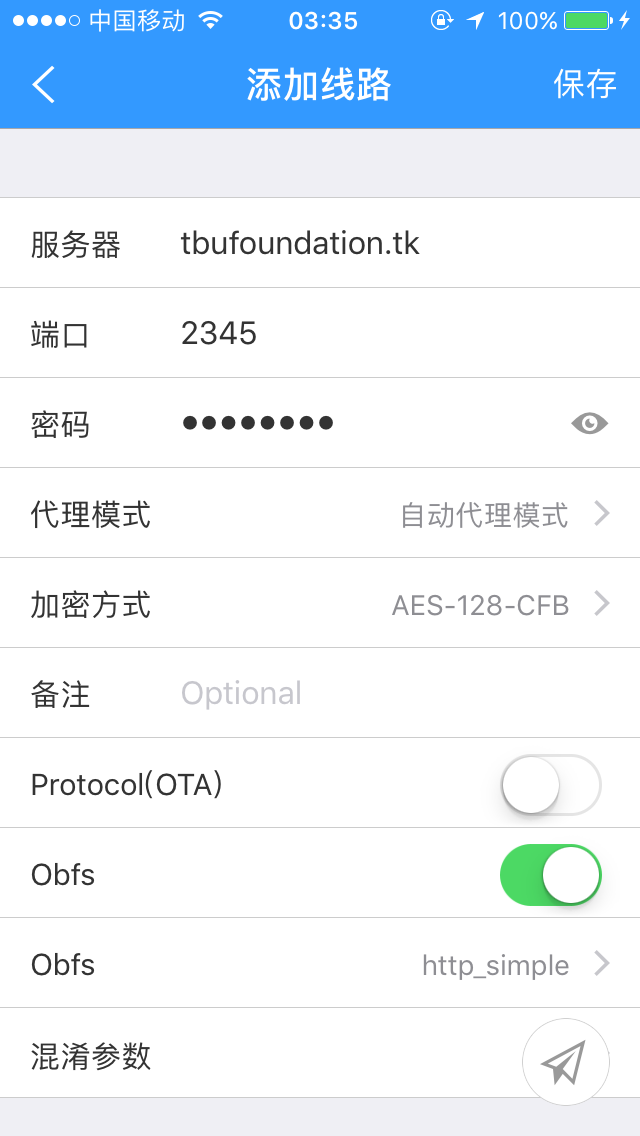 中国移动 03:35 100%
添加线路 保存
服务器 tbufoundation.tk
端口 2345
密码 ••••••••
代理模式 自动代理模式
加密方式 AES-128-CFB
备注 Optional
Protocol(OTA)
Obfs
Obfs http_simple
混淆参数